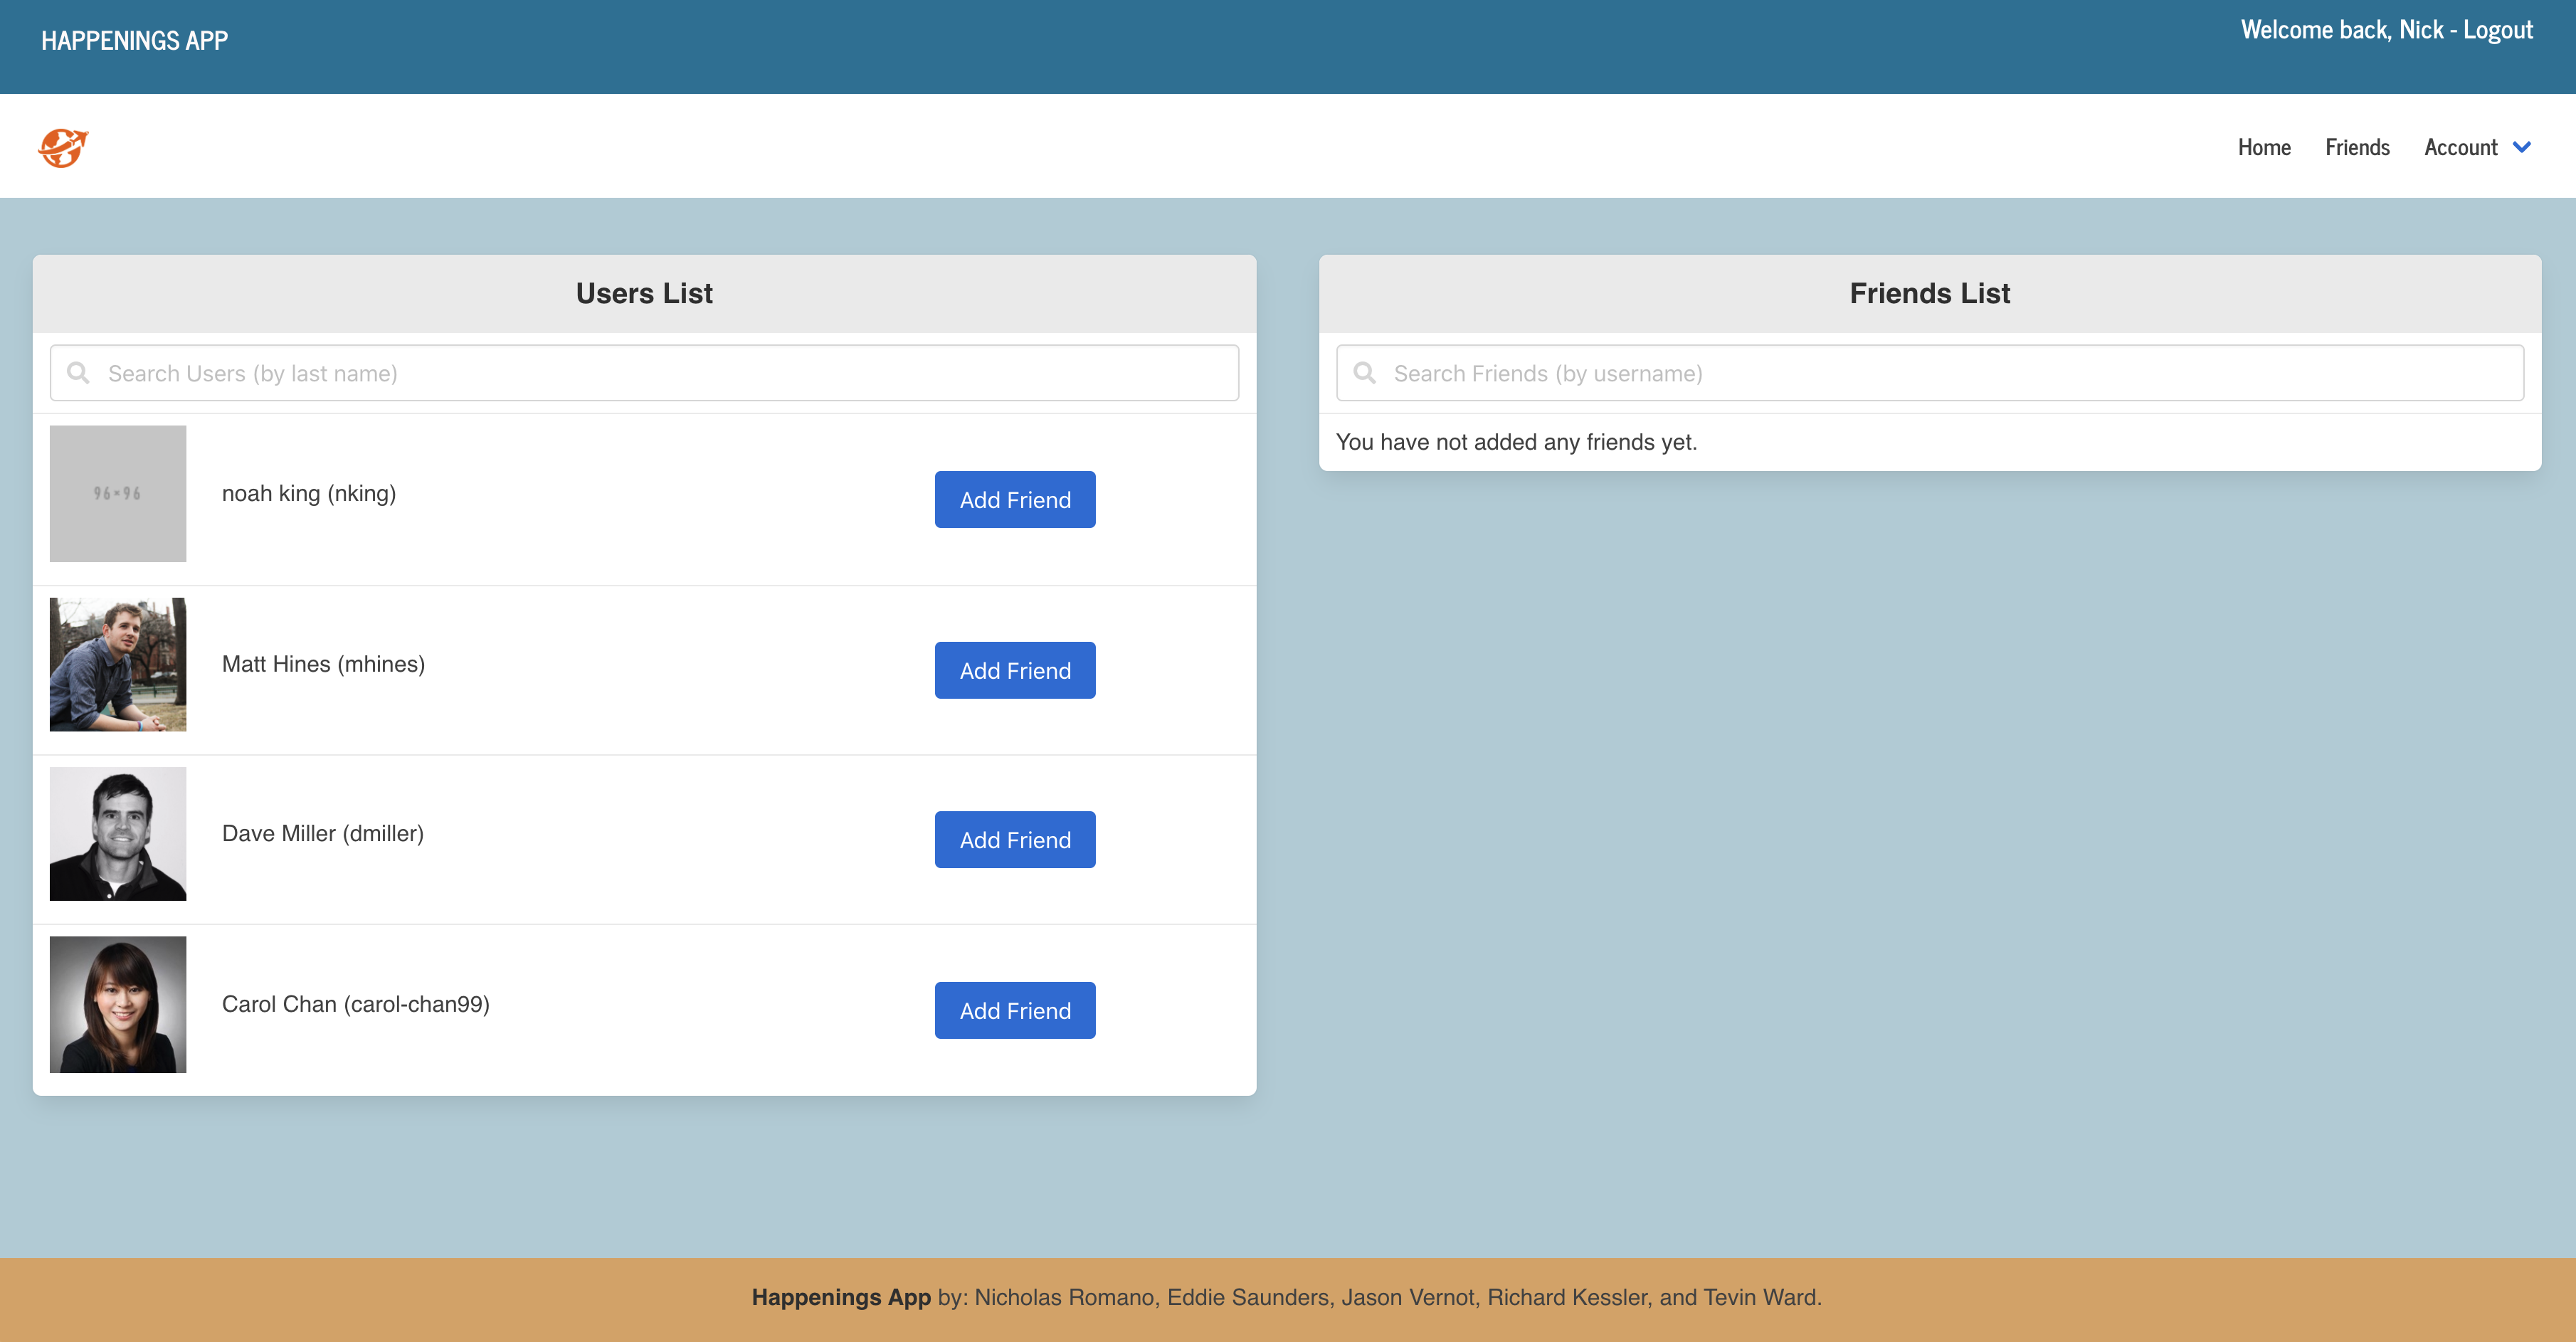 HAPPENINGS APP
Welcome back, Nick - Logout
Home Friends Account
Users List
Search Users (by last name)
96×96
noah king (nking)
Add Friend
Matt Hines (mhines)
Add Friend
Dave Miller (dmiller)
Add Friend
Carol Chan (carol-chan99)
Add Friend
Friends List
Search Friends (by username)
You have not added any friends yet.
Happenings App by: Nicholas Romano, Eddie Saunders, Jason Vernot, Richard Kessler, and Tevin Ward.